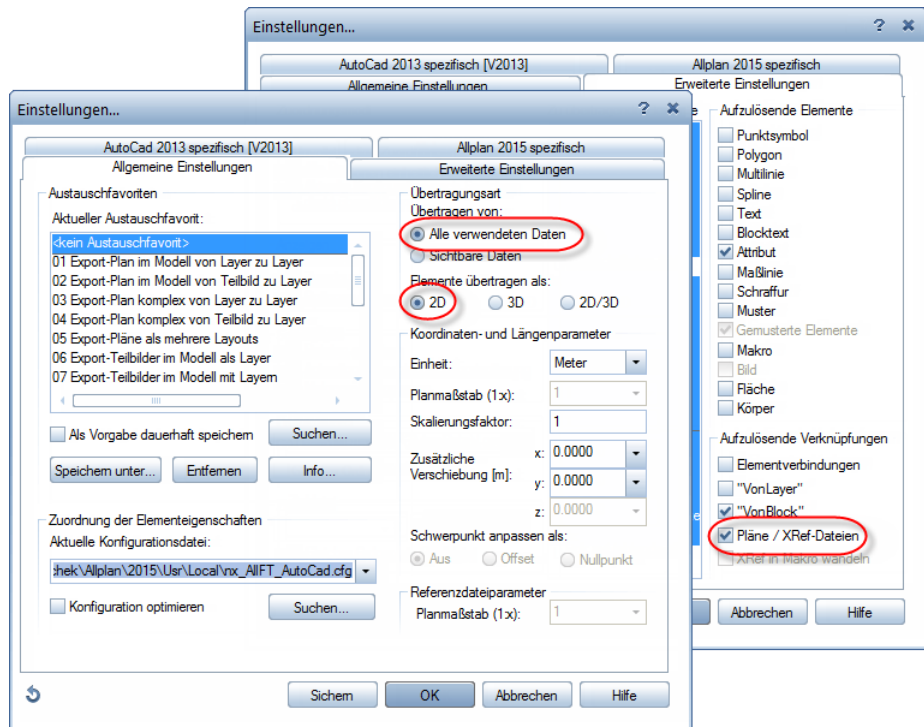 Einstellungen...
AutoCad 2013 spezifisch [V2013]
Allplan 2015 spezifisch
Allgemeine Einstellungen
Erweiterte Einstellungen
Aufzulösende Elemente
Punktsymbol
Polygon
Multilinie
Spline
Text
Blocktext
Attribut
Maßlinie
Schraffur
Muster
Gemusterte Elemente
Makro
Bild
Fläche
Körper
Aufzulösende Verknüpfungen
Elementverbindungen
"VonLayer"
"VonBlock"
Pläne / XRef-Dateien
XRef in Makro wandeln
Abbrechen
Hilfe
Einstellungen...
AutoCad 2013 spezifisch [V2013]
Allplan 2015 spezifisch
Allgemeine Einstellungen
Erweiterte Einstellungen
Austauschfavoriten
Aktueller Austauschfavorit:
<kein Austauschfavorit>
01 Export-Plan im Modell von Layer zu Layer
02 Export-Plan im Modell von Teilbild zu Layer
03 Export-Plan komplex von Layer zu Layer
04 Export-Plan komplex von Teilbild zu Layer
05 Export-Pläne als mehrere Layouts
06 Export-Teilbilder im Modell als Layer
07 Export-Teilbilder im Modell mit Layern
Als Vorgabe dauerhaft speichern
Suchen...
Speichern unter...
Entfernen
Info...
Zuordnung der Elementeigenschaften
Aktuelle Konfigurationsdatei:
:hek\Allplan\2015\Usr\Local\nx_AllFT_AutoCad.cfg
Konfiguration optimieren
Suchen...
Übertragungsart
Übertragen von:
Alle verwendeten Daten
Sichtbare Daten
Elemente übertragen als:
2D
3D
2D/3D
Koordinaten- und Längenparameter
Einheit:
Meter
Planmaßstab (1:x):
1
Skalierungsfaktor:
1
Zusätzliche
Verschiebung [m]:
x:
0.0000
y:
0.0000
z:
0.0000
Schwerpunkt anpassen als:
Aus
Offset
Nullpunkt
Referenzdateiparameter
Planmaßstab (1:x):
1
Sichern
OK
Abbrechen
Hilfe